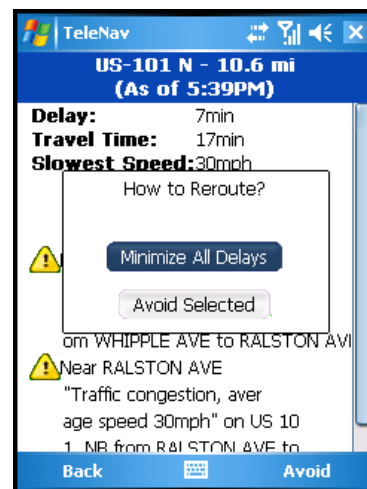 TeleNav
US-101 N - 10.6 mi
(As of 5:39PM)
Delay: 7min
Travel Time: 17min
Slowest Speed:30mph
How to Reroute?
Minimize All Delays
Avoid Selected
om WHIPPLE AVE to RALSTON AVI
Near RALSTON AVE
"Traffic congestion, aver
age speed 30mph" on US 10
1 NB from RALSTON AVE to
Back Avoid